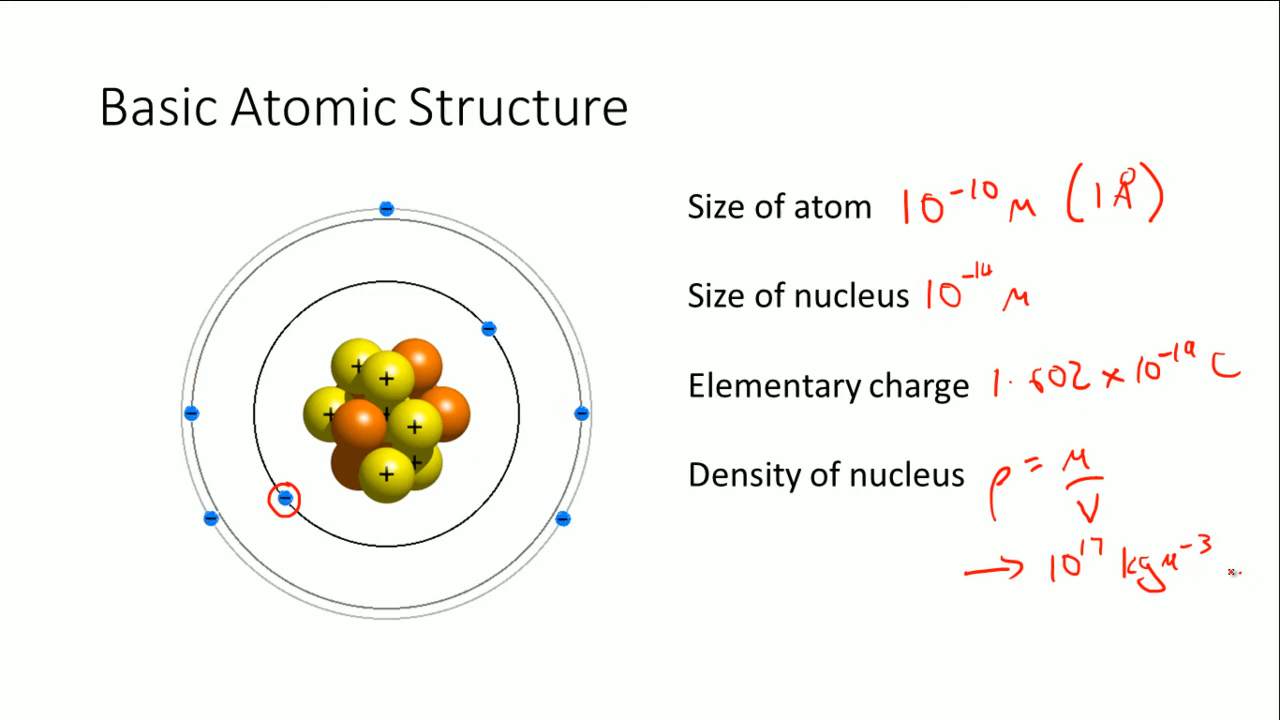 Basic Atomic Structure
Size of atom 10⁻¹⁰ m (1 Å)
Size of nucleus 10⁻¹⁴ m
Elementary charge 1.602 × 10⁻¹⁹ C
Density of nucleus ρ = m/V
→ 10¹⁷ kg m⁻³